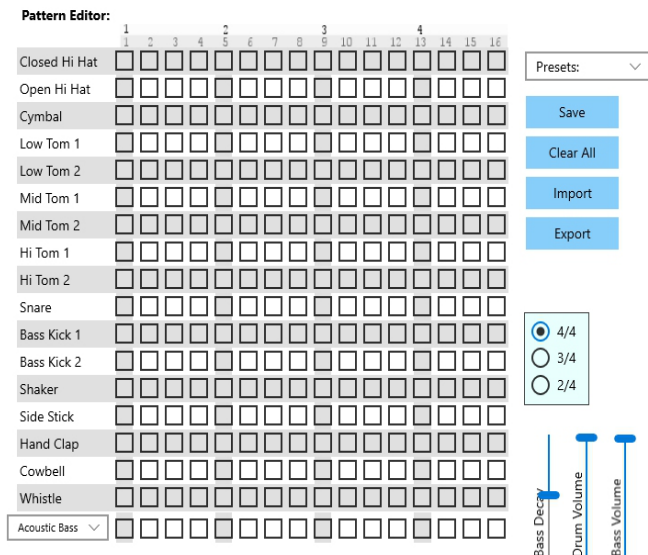 Pattern Editor:
1 2 3 4
1 2 3 4 5 6 7 8 9 10 11 12 13 14 15 16
Closed Hi Hat
Open Hi Hat
Cymbal
Low Tom 1
Low Tom 2
Mid Tom 1
Mid Tom 2
Hi Tom 1
Hi Tom 2
Snare
Bass Kick 1
Bass Kick 2
Shaker
Side Stick
Hand Clap
Cowbell
Whistle
Acoustic Bass
Presets:
Save
Clear All
Import
Export
4/4
3/4
2/4
Bass Decay
Drum Volume
Bass Volume